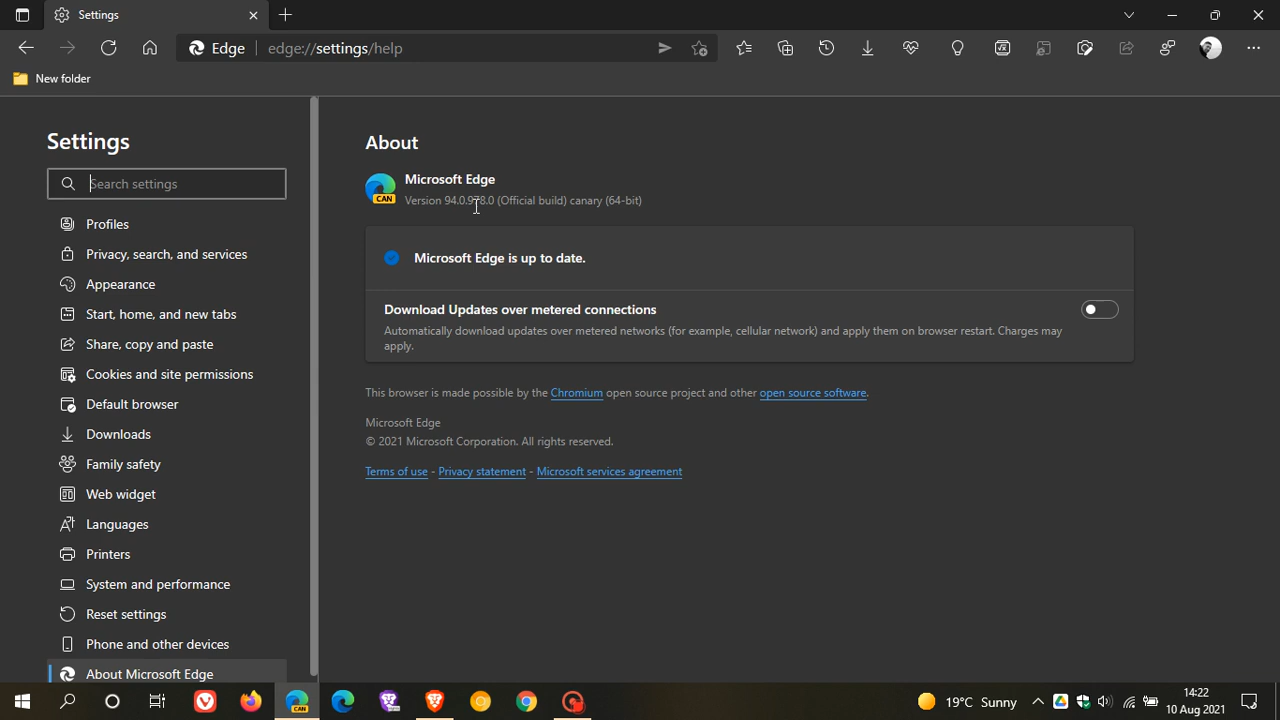 Settings
Edge
edge://settings/help
New folder
Settings
Search settings
Profiles
Privacy, search, and services
Appearance
Start, home, and new tabs
Share, copy and paste
Cookies and site permissions
Default browser
Downloads
Family safety
Web widget
Languages
Printers
System and performance
Reset settings
Phone and other devices
About Microsoft Edge
About
CAN
Microsoft Edge
Version (Official build) canary (64-bit)
Microsoft Edge is up to date.
Download Updates over metered connections
Automatically download updates over metered networks (for example, cellular network) and apply them on browser restart. Charges may
apply.
This browser is made possible by the Chromium open source project and other open source software.
Microsoft Edge
© 2021 Microsoft Corporation. All rights reserved.
Terms of use - Privacy statement - Microsoft services agreement
CAN
19°C Sunny
14:22
10 Aug 2021